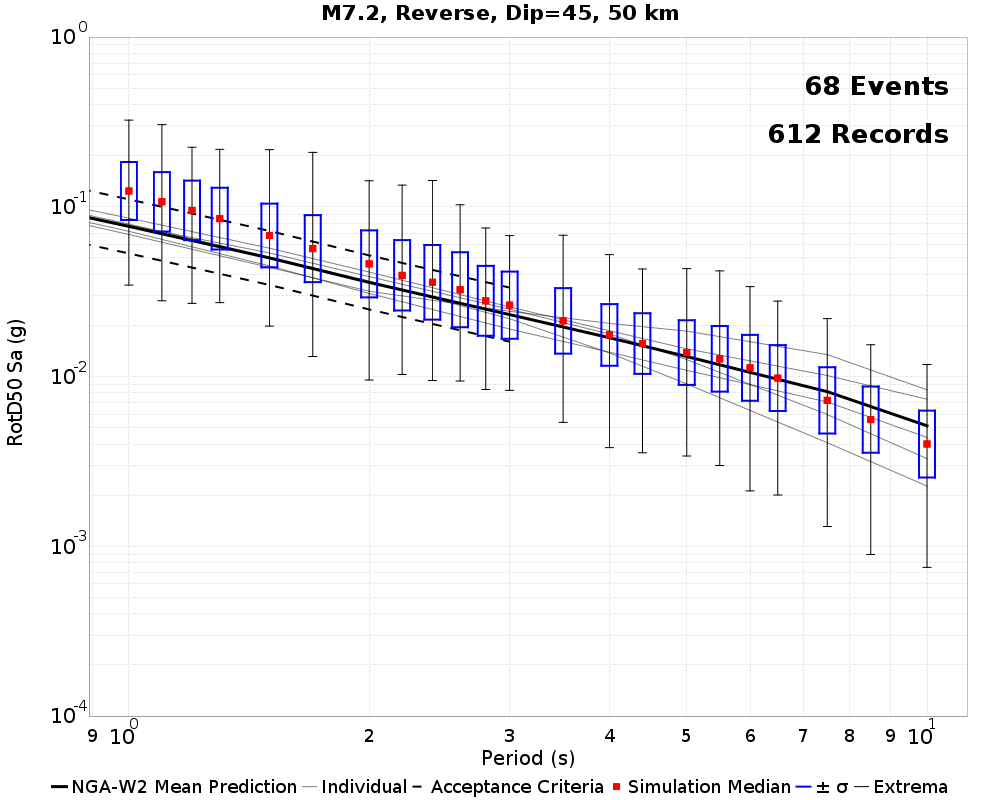 M7.2, Reverse, Dip=45, 50 km
68 Events
612 Records
RotD50 Sa (g)
10^0
10^-1
10^-2
10^-3
10^-4
9 10^0 2 3 4 5 6 7 8 9 10^1
Period (s)
NGA-W2 Mean Prediction Individual Acceptance Criteria Simulation Median ± σ Extrema